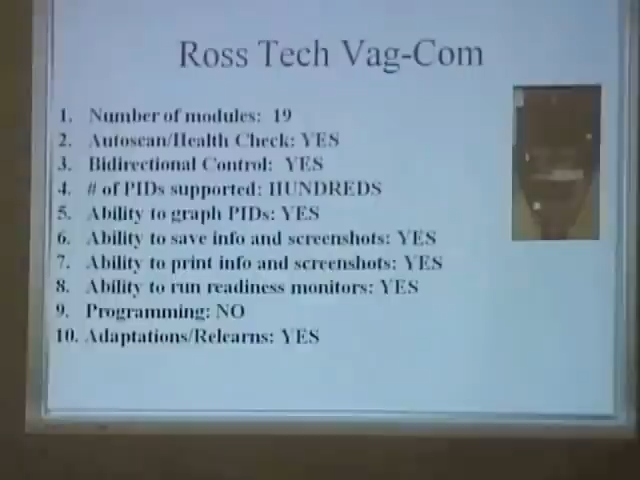 Ross Tech Vag-Com
1. Number of modules: 19
2. Autoscan/Health Check: YES
3. Bidirectional Control: YES
4. # of PIDs supported: HUNDREDS
5. Ability to graph PIDs: YES
6. Ability to save info and screenshots: YES
7. Ability to print info and screenshots: YES
8. Ability to run readiness monitors: YES
9. Programming: NO
10. Adaptations/Relearns: YES